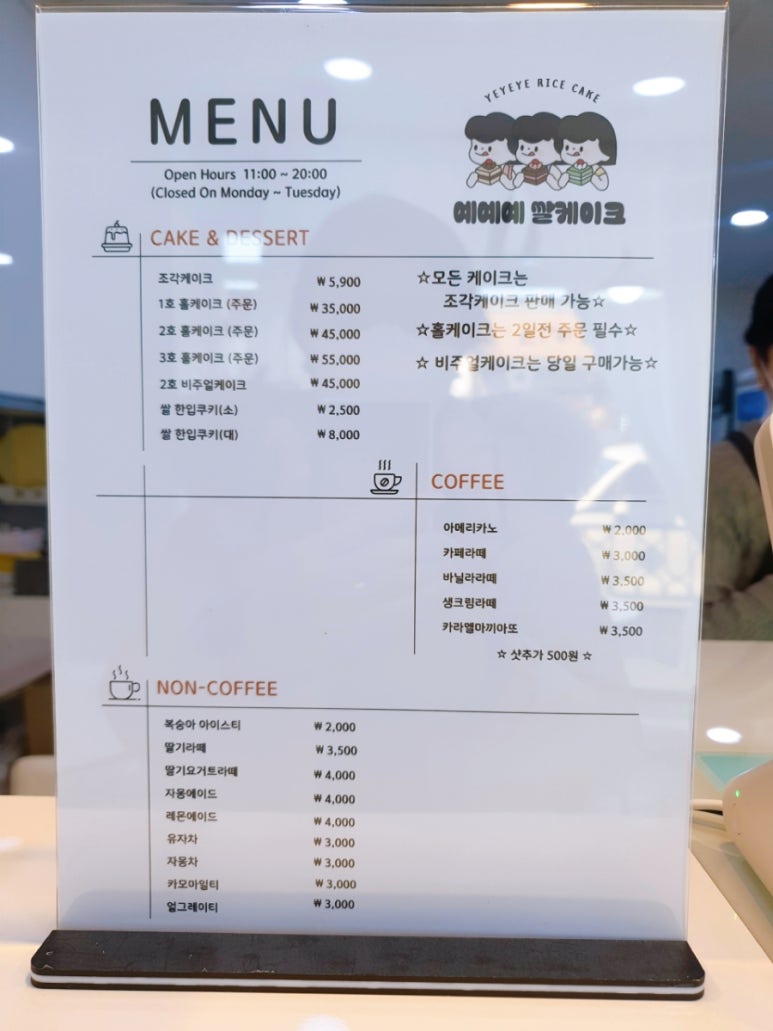 MENU
Open Hours 11:00 ~ 20:00
(Closed On Monday ~ Tuesday)
YEYEYE RICE CAKE
예예예 쌀케이크
CAKE & DESSERT
조각케이크 ₩ 5,900
1호 홀케이크 (주문) ₩ 35,000
2호 홀케이크 (주문) ₩ 45,000
3호 홀케이크 (주문) ₩ 55,000
2호 비주얼케이크 ₩ 45,000
쌀 한입쿠키(소) ₩ 2,500
쌀 한입쿠키(대) ₩ 8,000
☆모든 케이크는
조각케이크 판매 가능☆
☆홀케이크는 2일전 주문 필수☆
☆ 비주얼케이크는 당일 구매가능☆
COFFEE
아메리카노 ₩ 2,000
카페라떼 ₩ 3,000
바닐라라떼 ₩ 3,500
생크림라떼 ₩ 3,500
카라멜마끼아또 ₩ 3,500
☆ 샷추가 500원 ☆
NON-COFFEE
복숭아 아이스티 ₩ 2,000
딸기라떼 ₩ 3,500
딸기요거트라떼 ₩ 4,000
자몽에이드 ₩ 4,000
레몬에이드 ₩ 4,000
유자차 ₩ 3,000
자몽차 ₩ 3,000
카모마일티 ₩ 3,000
얼그레이티 ₩ 3,000